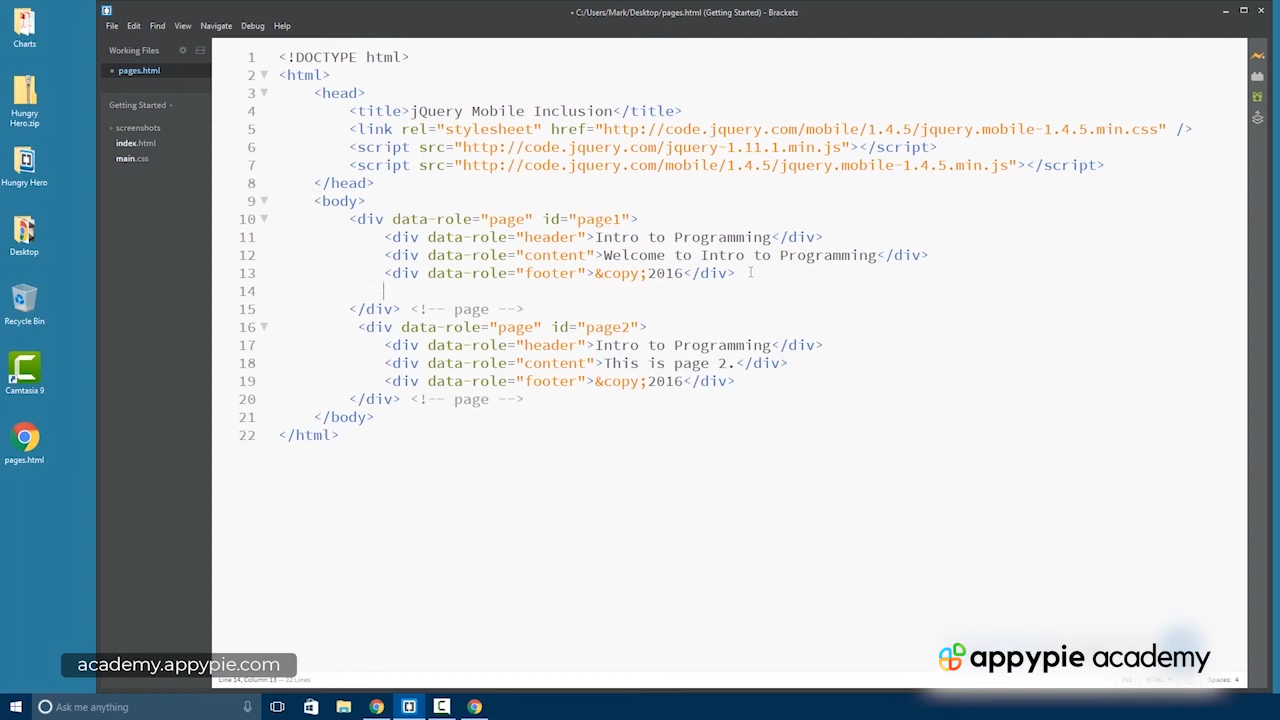 • C:/Users/Mark/Desktop/pages.html (Getting Started) - Brackets
File Edit Find View Navigate Debug Help
Working Files
• pages.html
Getting Started
screenshots
index.html
main.css
1 <!DOCTYPE html>
2 <html>
3 <head>
4 <title>jQuery Mobile Inclusion</title>
5 <link rel="stylesheet" href="http://code.jquery.com/mobile/1.4.5/jquery.mobile-1.4.5.min.css" />
6 <script src="http://code.jquery.com/jquery-1.11.1.min.js"></script>
7 <script src="http://code.jquery.com/mobile/1.4.5/jquery.mobile-1.4.5.min.js"></script>
8 </head>
9 <body>
10 <div data-role="page" id="page1">
11 <div data-role="header">Intro to Programming</div>
12 <div data-role="content">Welcome to Intro to Programming</div>
13 <div data-role="footer">&copy;2016</div>
14
15 </div> <!-- page -->
16 <div data-role="page" id="page2">
17 <div data-role="header">Intro to Programming</div>
18 <div data-role="content">This is page 2.</div>
19 <div data-role="footer">&copy;2016</div>
20 </div> <!-- page -->
21 </body>
22 </html>
Charts
Hungry
Hero.zip
Hungry Hero
Desktop
Recycle Bin
Camtasia 9
pages.html
academy.appypie.com
appypie academy
Line 14, Column 13 — 22 Lines
INS HTML Spaces: 4
Ask me anything